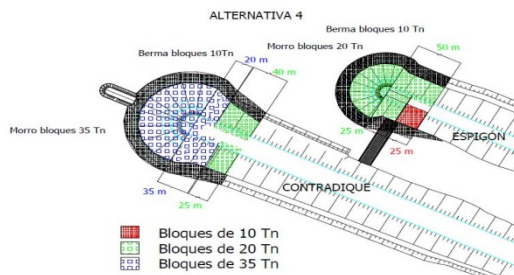 ALTERNATIVA 4
Berma bloques 10 Tn
Morro bloques 20 Tn
50 m
Berma bloques 10Tn
20 m
40 m
Morro bloques 35 Tn
25 m
25 m
ESPIGÓN
CONTRADIQUE
35 m
25 m
Bloques de 10 Tn
Bloques de 20 Tn
Bloques de 35 Tn